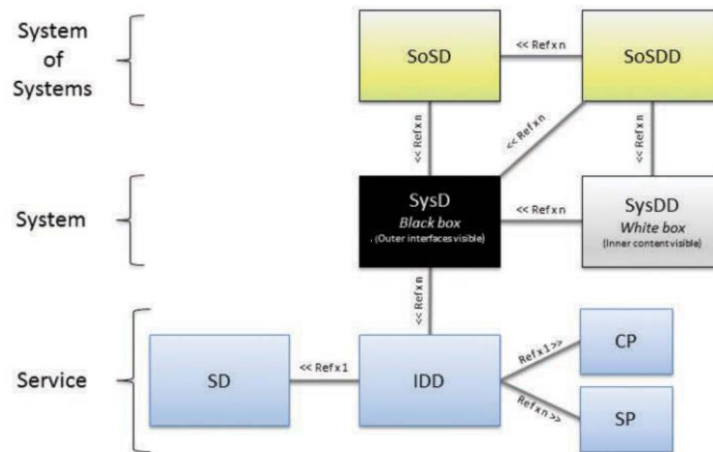 System
of
Systems
SoSD
<< Refxn
SoSDD
<< Refxn
<< Refxn
<< Refxn
System
SysD
Black box
. (Outer interfaces visible)
<< Refxn
SysDD
White box
(Inner content visible)
<< Refxn
Service
SD
<< Refx1
IDD
Refx1 >>
CP
Refxn >>
SP